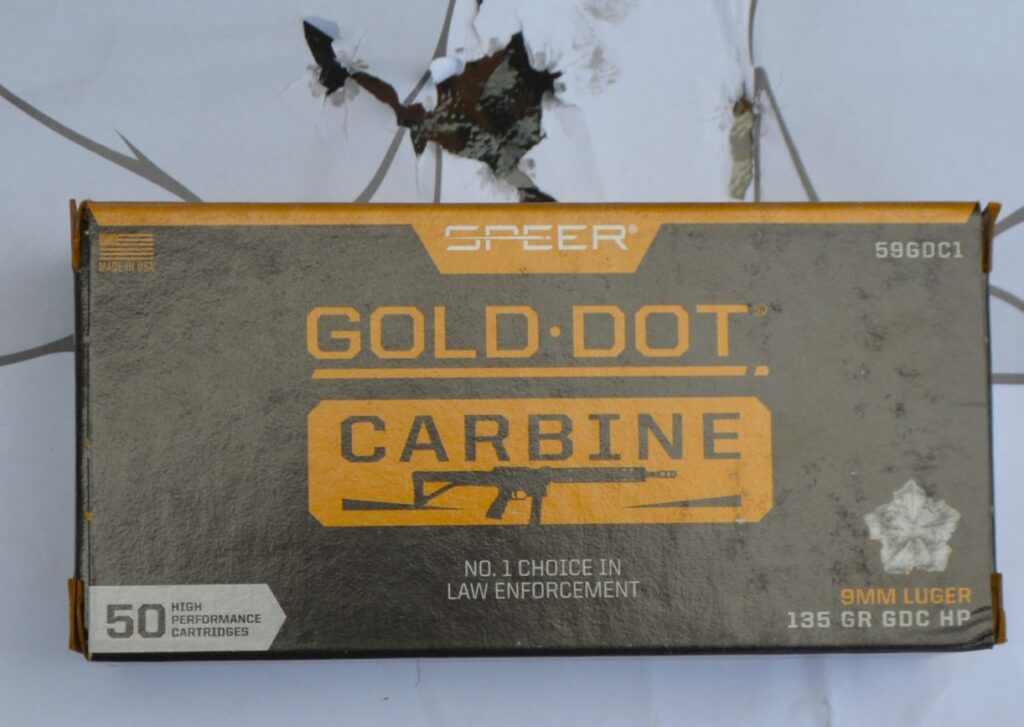 SPEER®
MADE IN USA
59GDC1
GOLD·DOT®
CARBINE
NO. 1 CHOICE IN
LAW ENFORCEMENT
50 HIGH
PERFORMANCE
CARTRIDGES
9MM LUGER
135 GR GDC HP